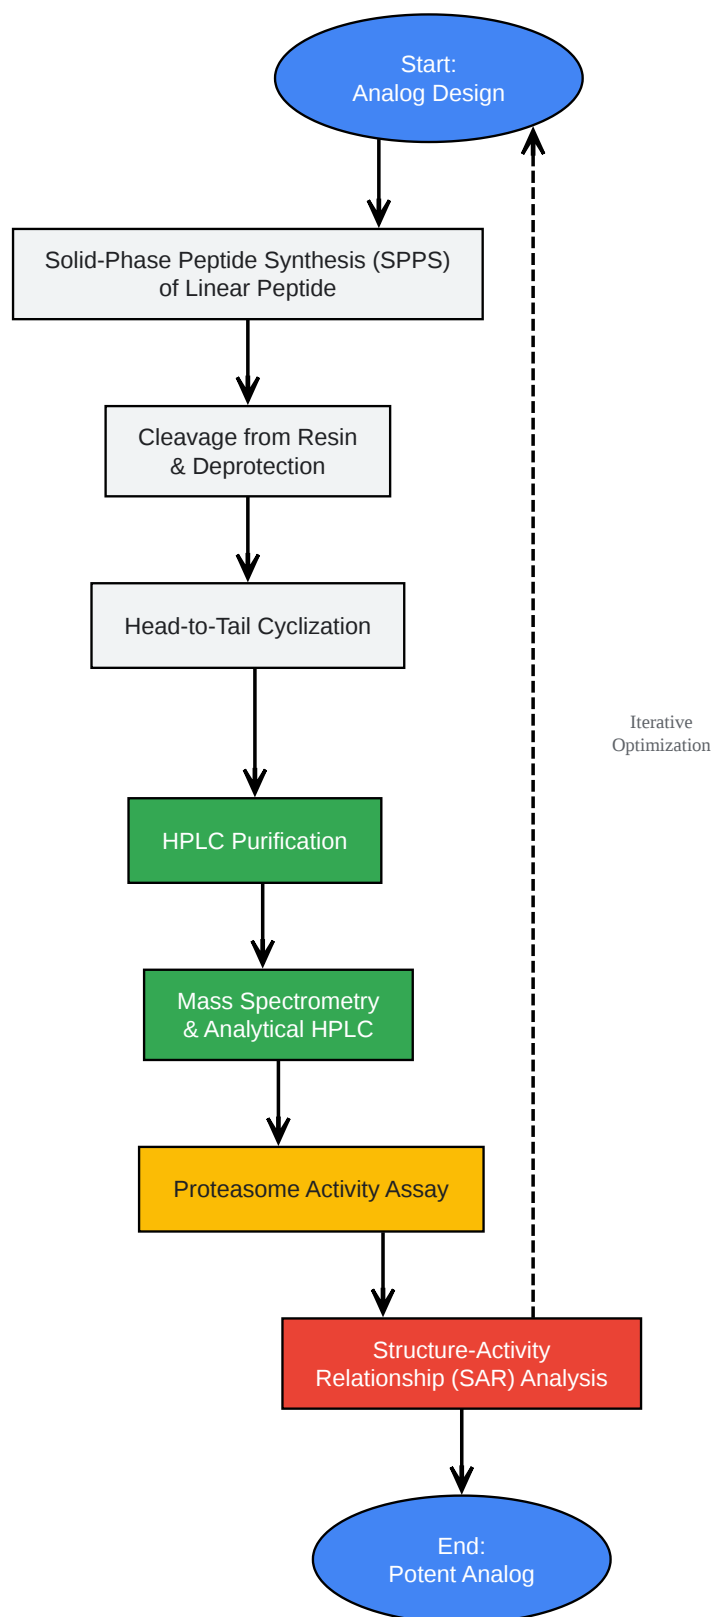 Start:
Analog Design
Solid-Phase Peptide Synthesis (SPPS)
of Linear Peptide
Cleavage from Resin
& Deprotection
Head-to-Tail Cyclization
Iterative
Optimization
HPLC Purification
Mass Spectrometry
& Analytical HPLC
Proteasome Activity Assay
Structure-Activity
Relationship (SAR) Analysis
End:
Potent Analog